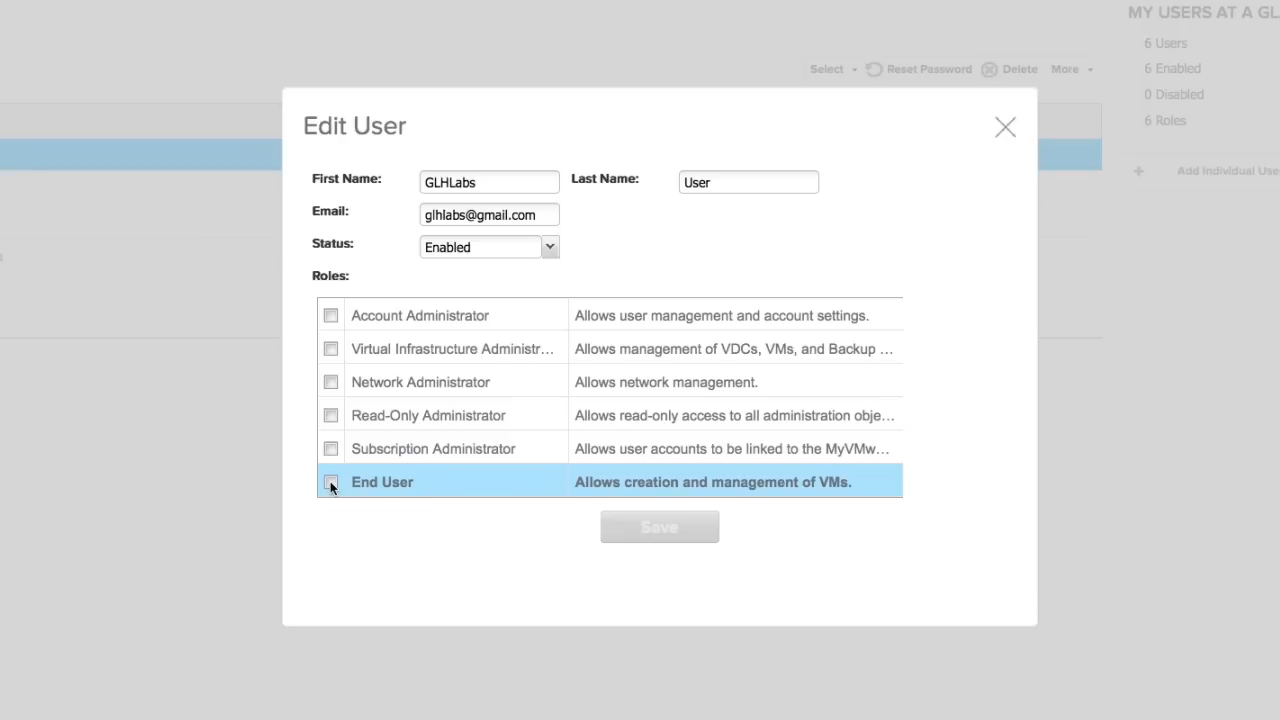 MY USERS AT A GL
6 Users
Select Reset Password Delete More
6 Enabled
0 Disabled
6 Roles
Add Individual Use
Edit User
First Name: GLHLabs Last Name: User
Email: glhlabs@gmail.com
Status: Enabled
Roles:
Account Administrator Allows user management and account settings.
Virtual Infrastructure Administr... Allows management of VDCs, VMs, and Backup ...
Network Administrator Allows network management.
Read-Only Administrator Allows read-only access to all administration obje...
Subscription Administrator Allows user accounts to be linked to the MyVMw...
End User Allows creation and management of VMs.
Save